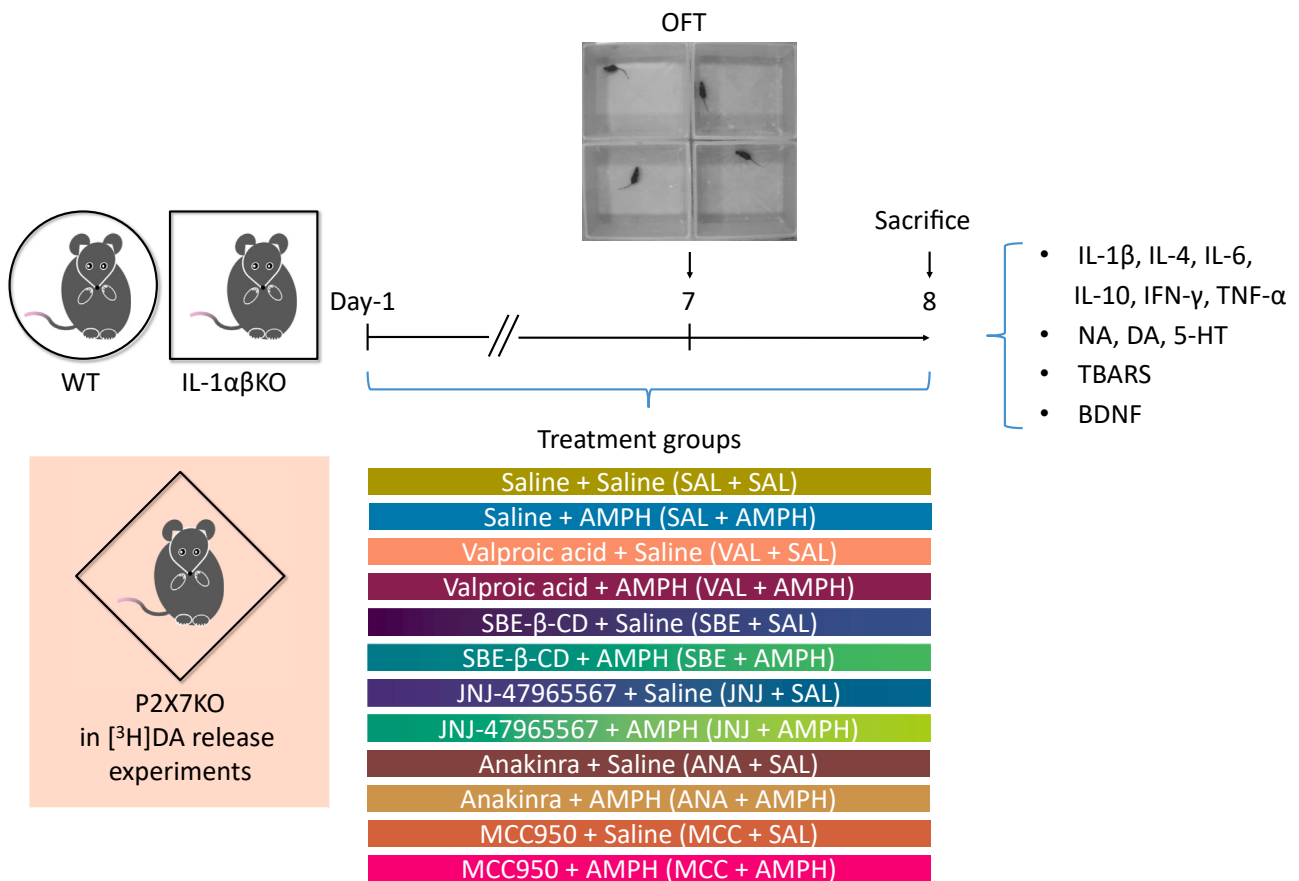 OFT
Sacrifice
Day-1
7
8
WT
IL-1αβKO
• IL-1β, IL-4, IL-6,
IL-10, IFN-γ, TNF-α
• NA, DA, 5-HT
• TBARS
• BDNF
Treatment groups
Saline + Saline (SAL + SAL)
Saline + AMPH (SAL + AMPH)
Valproic acid + Saline (VAL + SAL)
Valproic acid + AMPH (VAL + AMPH)
SBE-β-CD + Saline (SBE + SAL)
SBE-β-CD + AMPH (SBE + AMPH)
JNJ-47965567 + Saline (JNJ + SAL)
JNJ-47965567 + AMPH (JNJ + AMPH)
Anakinra + Saline (ANA + SAL)
Anakinra + AMPH (ANA + AMPH)
MCC950 + Saline (MCC + SAL)
MCC950 + AMPH (MCC + AMPH)
P2X7KO
in [³H]DA release
experiments